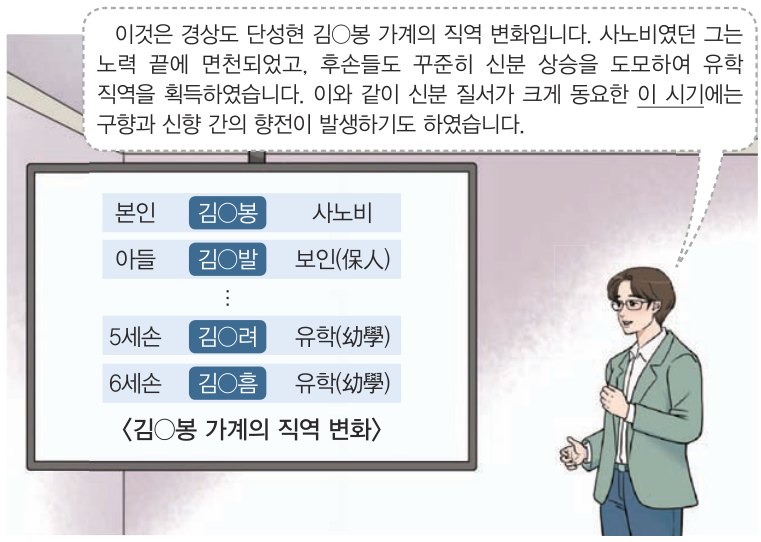 이것은 경상도 단성현 김○봉 가계의 직역 변화입니다. 사노비였던 그는
노력 끝에 면천되었고, 후손들도 꾸준히 신분 상승을 도모하여 유학
직역을 획득하였습니다. 이와 같이 신분 질서가 크게 동요한 이 시기에는
구향과 신향 간의 향전이 발생하기도 하였습니다.
본인 김○봉 사노비
아들 김○발 보인(保人)
⋮
5세손 김○려 유학(幼學)
6세손 김○흠 유학(幼學)
〈김○봉 가계의 직역 변화〉